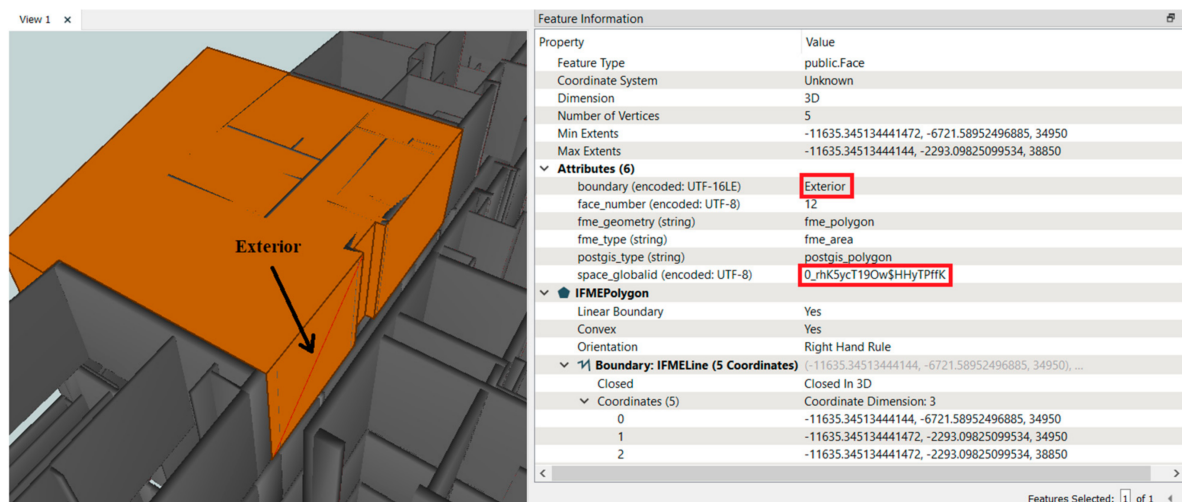 View 1 ×
Exterior
Feature Information
Property Value
Feature Type public.Face
Coordinate System Unknown
Dimension 3D
Number of Vertices 5
Min Extents -11635.345134441472, -6721.58952496885, 34950
Max Extents -11635.34513444144, -2293.09825099534, 38850
Attributes (6)
boundary (encoded: UTF-16LE) Exterior
face_number (encoded: UTF-8) 12
fme_geometry (string) fme_polygon
fme_type (string) fme_area
postgis_type (string) postgis_polygon
space_globalid (encoded: UTF-8) 0_rhK5ycT19Ow$HHyTPffK
IFMEPolygon
Linear Boundary Yes
Convex Yes
Orientation Right Hand Rule
Boundary: IFMELine (5 Coordinates) (-11635.34513444144, -6721.58952496885, 34950), ...
Closed Closed In 3D
Coordinates (5) Coordinate Dimension: 3
0 -11635.34513444144, -6721.58952496885, 34950
1 -11635.345134441472, -2293.09825099534, 34950
2 -11635.345134441472, -2293.09825099534, 38850
Features Selected: 1 of 1